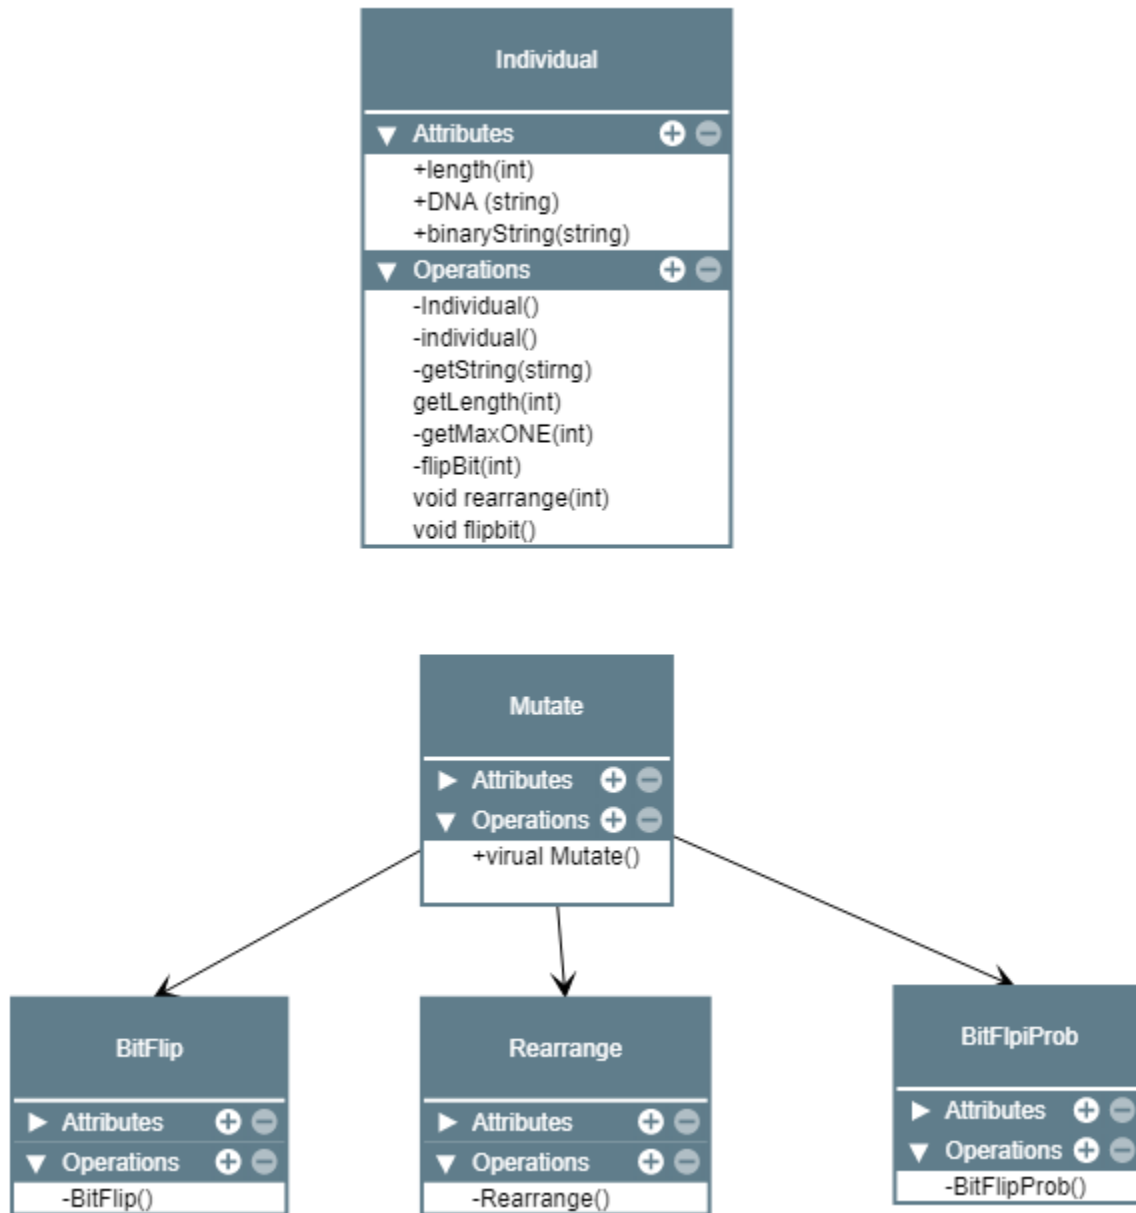 Individual
Attributes
+length(int)
+DNA (string)
+binaryString(string)
Operations
-Individual()
-individual()
-getString(stirng)
getLength(int)
-getMaxONE(int)
-flipBit(int)
void rearrange(int)
void flipbit()
Mutate
Attributes
Operations
+virual Mutate()
BitFlip
Attributes
Operations
-BitFlip()
Rearrange
Attributes
Operations
-Rearrange()
BitFlpiProb
Attributes
Operations
-BitFlipProb()